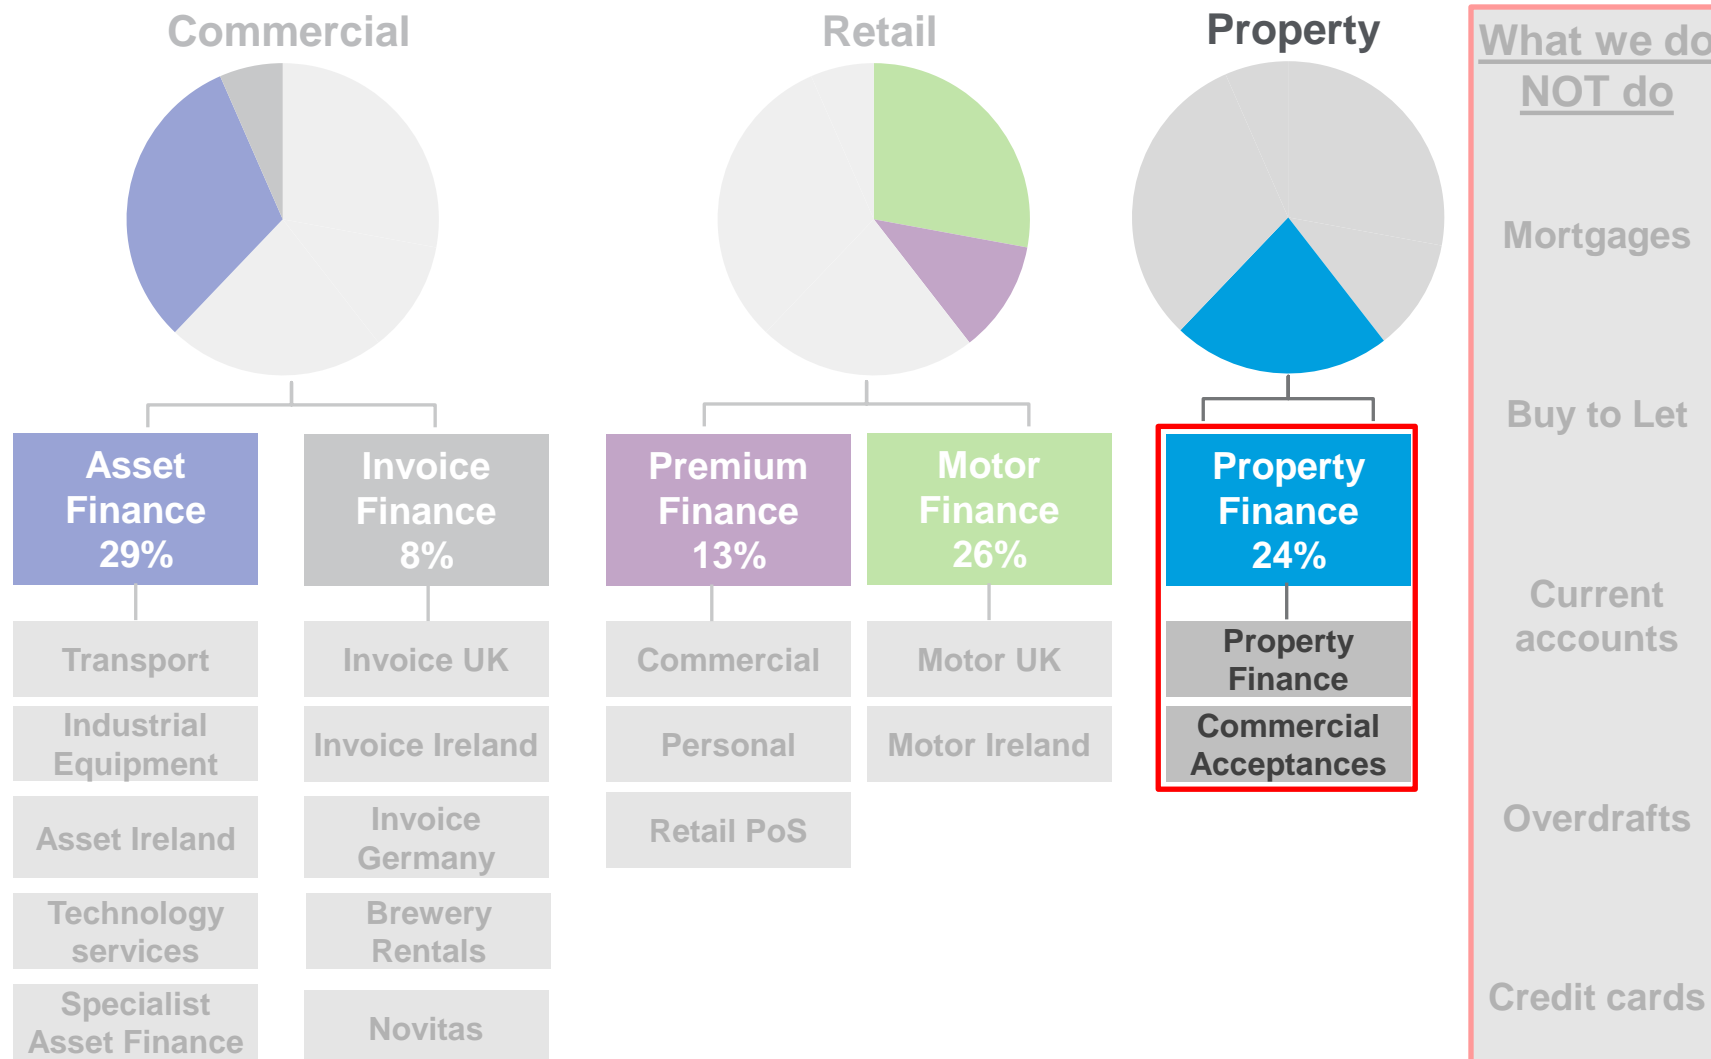 Commercial
Asset
Finance
29%
Transport
Industrial
Equipment
Asset Ireland
Technology
services
Specialist
Asset Finance
Invoice
Finance
8%
Invoice UK
Invoice Ireland
Invoice
Germany
Brewery
Rentals
Novitas
Retail
Premium
Finance
13%
Commercial
Personal
Retail PoS
Motor
Finance
26%
Motor UK
Motor Ireland
Property
Property
Finance
24%
Property
Finance
Commercial
Acceptances
What we do
NOT do
Mortgages
Buy to Let
Current
accounts
Overdrafts
Credit cards